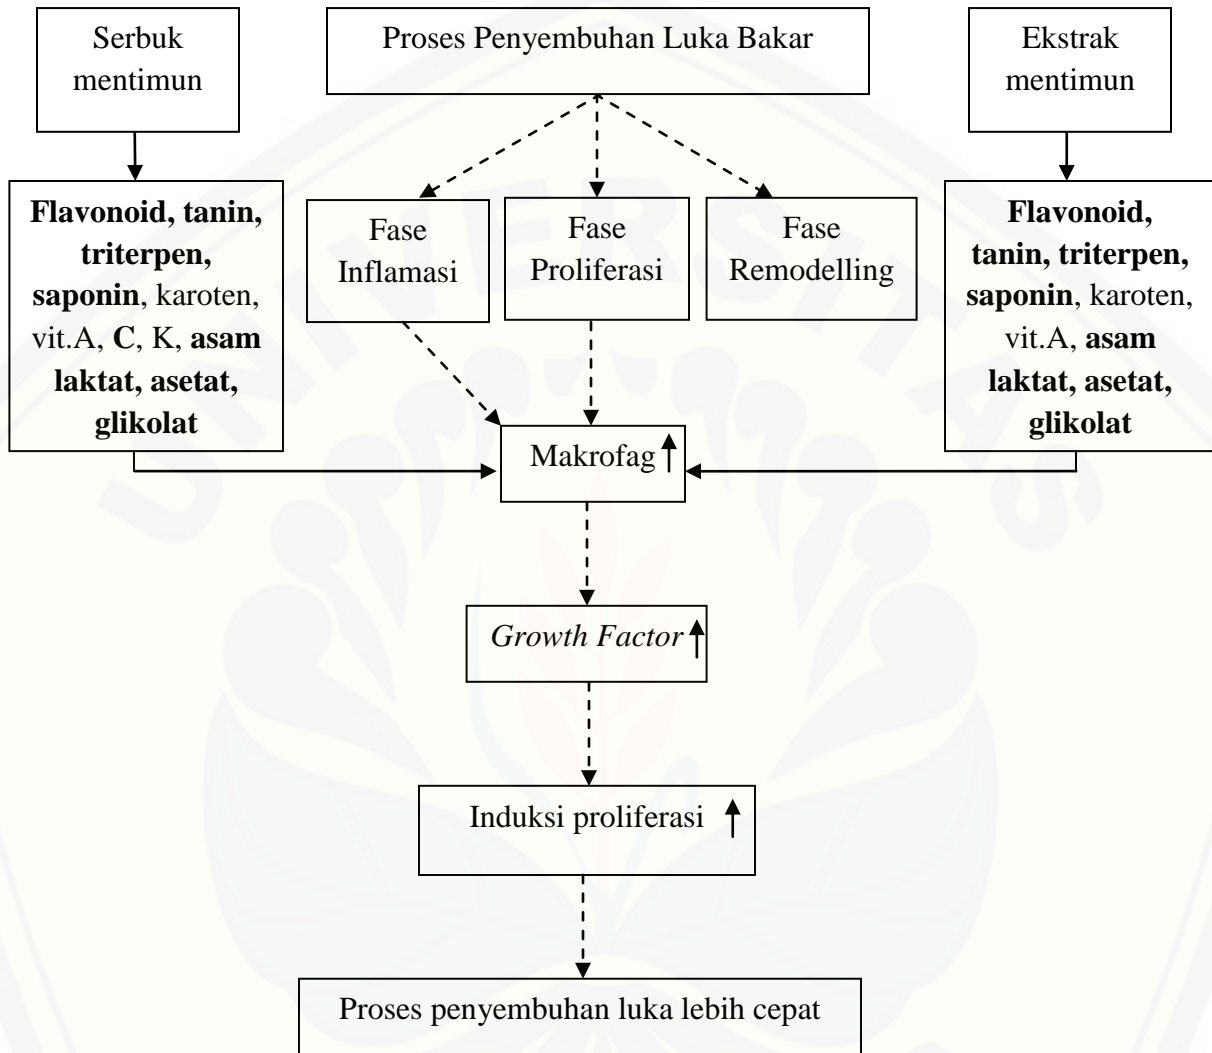 Serbuk
mentimun
Proses Penyembuhan Luka Bakar
Ekstrak
mentimun
Flavonoid, tanin,
triterpen,
saponin, karoten,
vit.A, C, K, asam
laktat, asetat,
glikolat
Fase
Inflamasi
Fase
Proliferasi
Fase
Remodelling
Flavonoid,
tanin, triterpen,
saponin, karoten,
vit.A, asam
laktat, asetat,
glikolat
Makrofag
Growth Factor
Induksi proliferasi
Proses penyembuhan luka lebih cepat
UNIVERSITAS